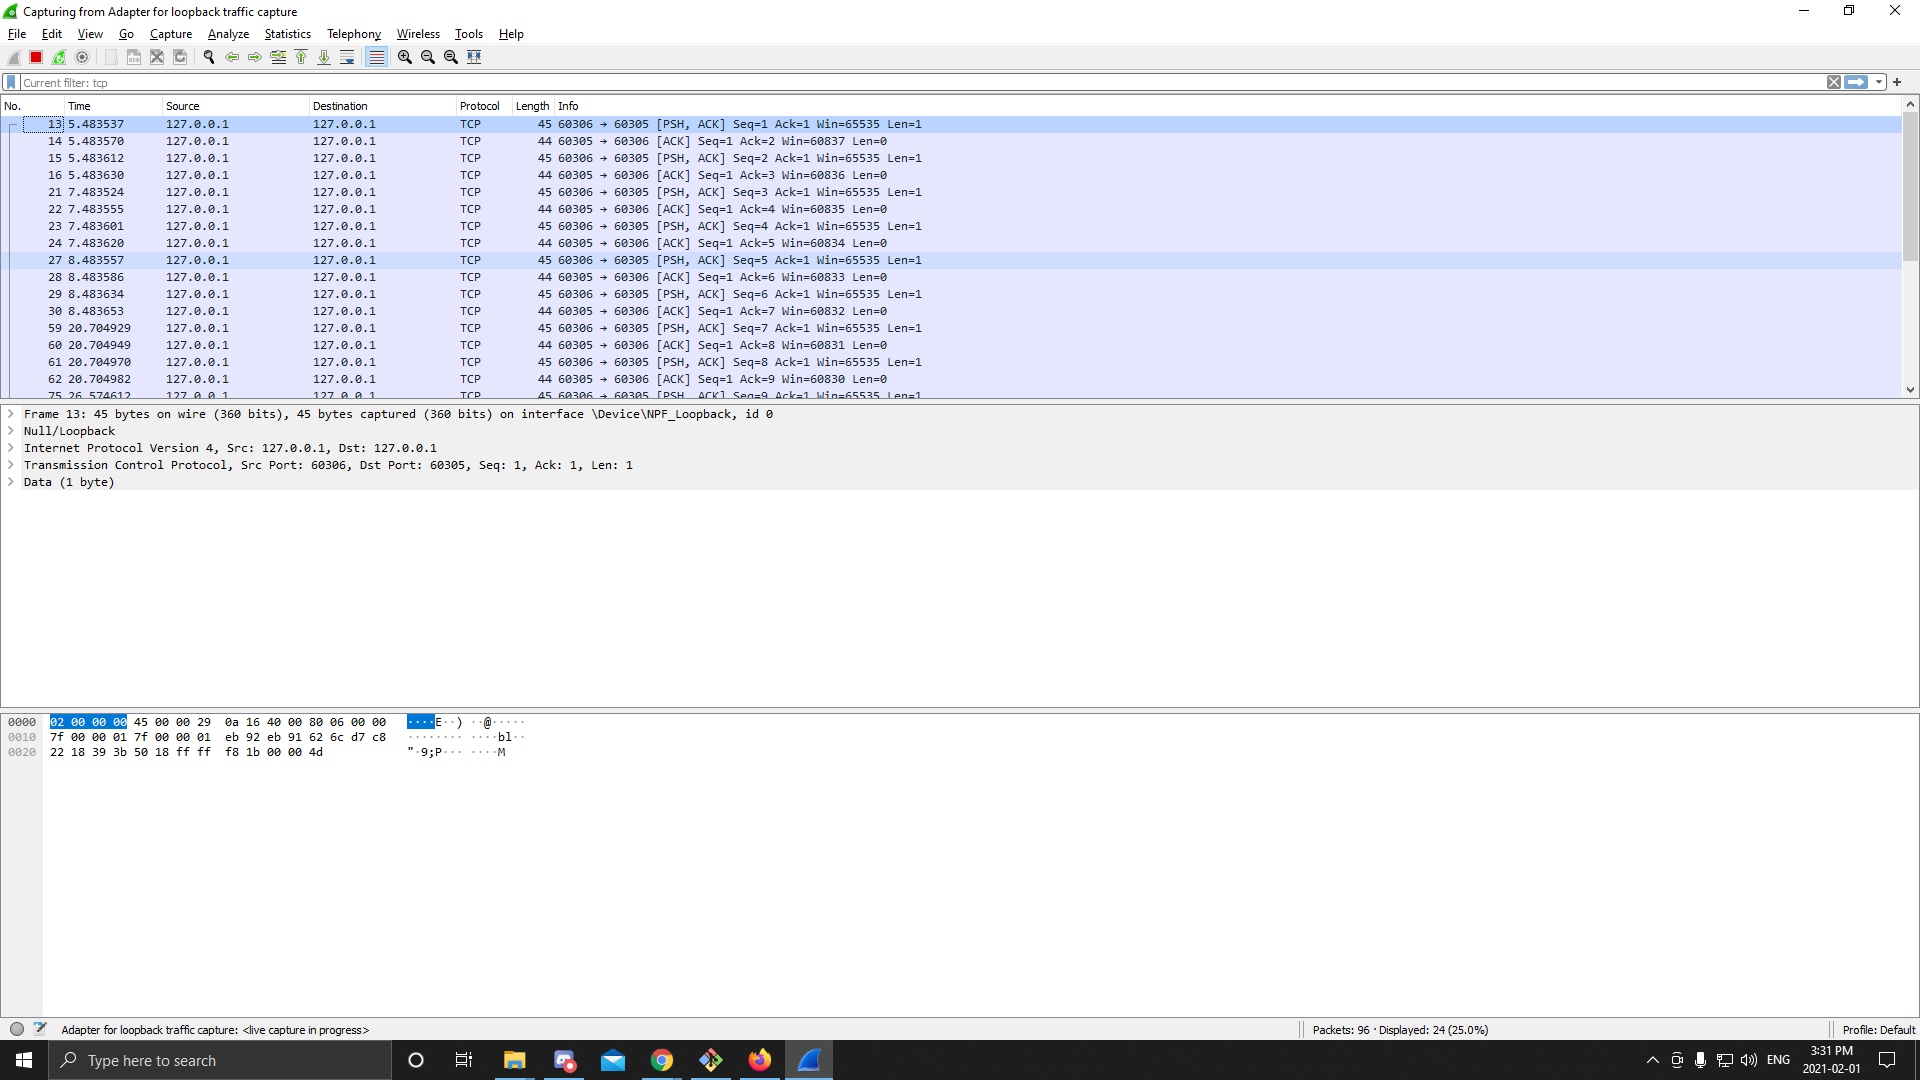 Capturing from Adapter for loopback traffic capture
File Edit View Go Capture Analyze Statistics Telephony Wireless Tools Help
Current filter: tcp
No. Time Source Destination Protocol Length Info
13 5.483537 127.0.0.1 127.0.0.1 TCP 45 60306 → 60305 [PSH, ACK] Seq=1 Ack=1 Win=65535 Len=1
14 5.483570 127.0.0.1 127.0.0.1 TCP 44 60305 → 60306 [ACK] Seq=1 Ack=2 Win=60837 Len=0
15 5.483612 127.0.0.1 127.0.0.1 TCP 45 60306 → 60305 [PSH, ACK] Seq=2 Ack=1 Win=65535 Len=1
16 5.483630 127.0.0.1 127.0.0.1 TCP 44 60305 → 60306 [ACK] Seq=1 Ack=3 Win=60836 Len=0
21 7.483524 127.0.0.1 127.0.0.1 TCP 45 60306 → 60305 [PSH, ACK] Seq=3 Ack=1 Win=65535 Len=1
22 7.483555 127.0.0.1 127.0.0.1 TCP 44 60305 → 60306 [ACK] Seq=1 Ack=4 Win=60835 Len=0
23 7.483601 127.0.0.1 127.0.0.1 TCP 45 60306 → 60305 [PSH, ACK] Seq=4 Ack=1 Win=65535 Len=1
24 7.483620 127.0.0.1 127.0.0.1 TCP 44 60305 → 60306 [ACK] Seq=1 Ack=5 Win=60834 Len=0
27 8.483557 127.0.0.1 127.0.0.1 TCP 45 60306 → 60305 [PSH, ACK] Seq=5 Ack=1 Win=65535 Len=1
28 8.483586 127.0.0.1 127.0.0.1 TCP 44 60305 → 60306 [ACK] Seq=1 Ack=6 Win=60833 Len=0
29 8.483634 127.0.0.1 127.0.0.1 TCP 45 60306 → 60305 [PSH, ACK] Seq=6 Ack=1 Win=65535 Len=1
30 8.483653 127.0.0.1 127.0.0.1 TCP 44 60305 → 60306 [ACK] Seq=1 Ack=7 Win=60832 Len=0
59 20.704929 127.0.0.1 127.0.0.1 TCP 45 60306 → 60305 [PSH, ACK] Seq=7 Ack=1 Win=65535 Len=1
60 20.704949 127.0.0.1 127.0.0.1 TCP 44 60305 → 60306 [ACK] Seq=1 Ack=8 Win=60831 Len=0
61 20.704970 127.0.0.1 127.0.0.1 TCP 45 60306 → 60305 [PSH, ACK] Seq=8 Ack=1 Win=65535 Len=1
62 20.704982 127.0.0.1 127.0.0.1 TCP 44 60305 → 60306 [ACK] Seq=1 Ack=9 Win=60830 Len=0
75 26.574612 127.0.0.1 127.0.0.1 TCP 45 60306 → 60305 [PSH, ACK] Seq=9 Ack=1 Win=65535 Len=1
Frame 13: 45 bytes on wire (360 bits), 45 bytes captured (360 bits) on interface \Device\NPF_Loopback, id 0
Null/Loopback
Internet Protocol Version 4, Src: 127.0.0.1, Dst: 127.0.0.1
Transmission Control Protocol, Src Port: 60306, Dst Port: 60305, Seq: 1, Ack: 1, Len: 1
Data (1 byte)
0000 02 00 00 00 45 00 00 29 0a 16 40 00 80 06 00 00 ····E··) ··@·····
0010 7f 00 00 01 7f 00 00 01 eb 92 eb 91 62 6c d7 c8 ········ ····bl··
0020 22 18 39 3b 50 18 ff ff f8 1b 00 00 4d "·9;P··· ····M
Adapter for loopback traffic capture: <live capture in progress>
Packets: 96 · Displayed: 24 (25.0%)
Profile: Default
Type here to search
ENG
3:31 PM
2021-02-01